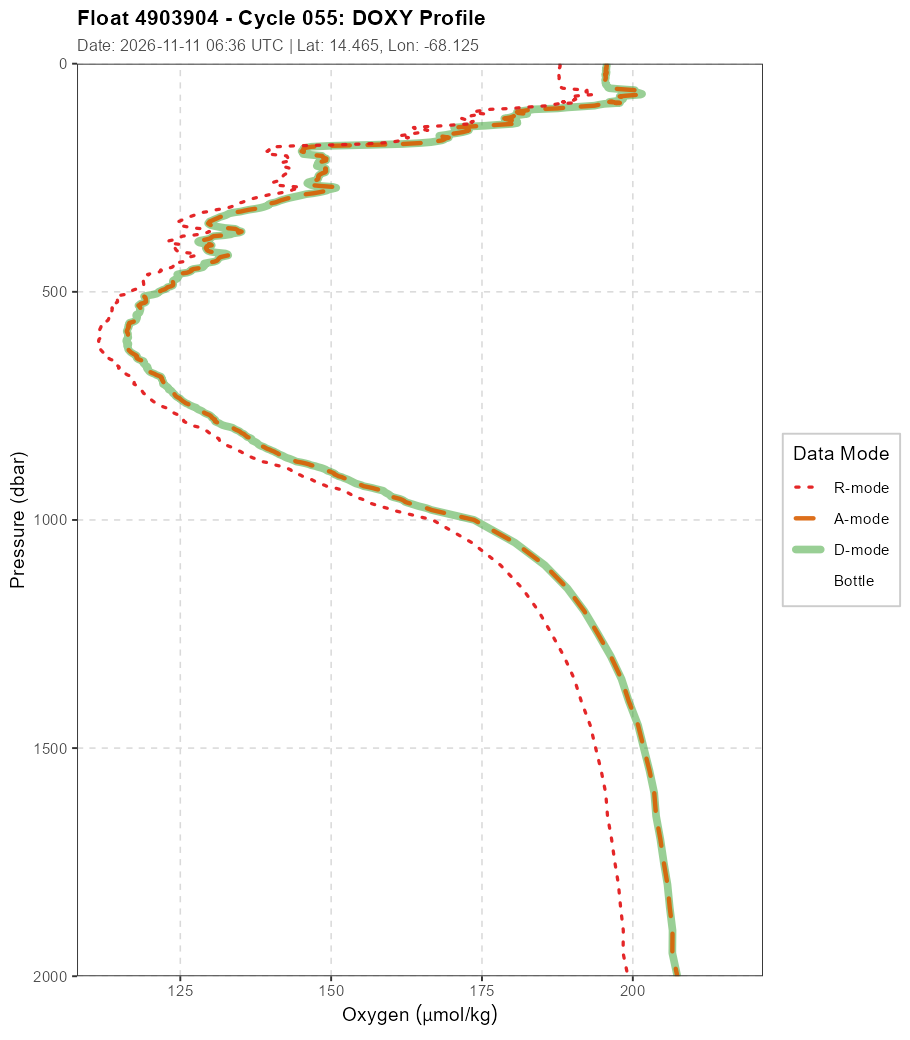 Float 4903904 - Cycle 055: DOXY Profile
Date: 2026-11-11 06:36 UTC | Lat: 14.465, Lon: -68.125
0
500
1000
1500
2000
Pressure (dbar)
125
150
175
200
Oxygen (μmol/kg)
Data Mode
R-mode
A-mode
D-mode
Bottle